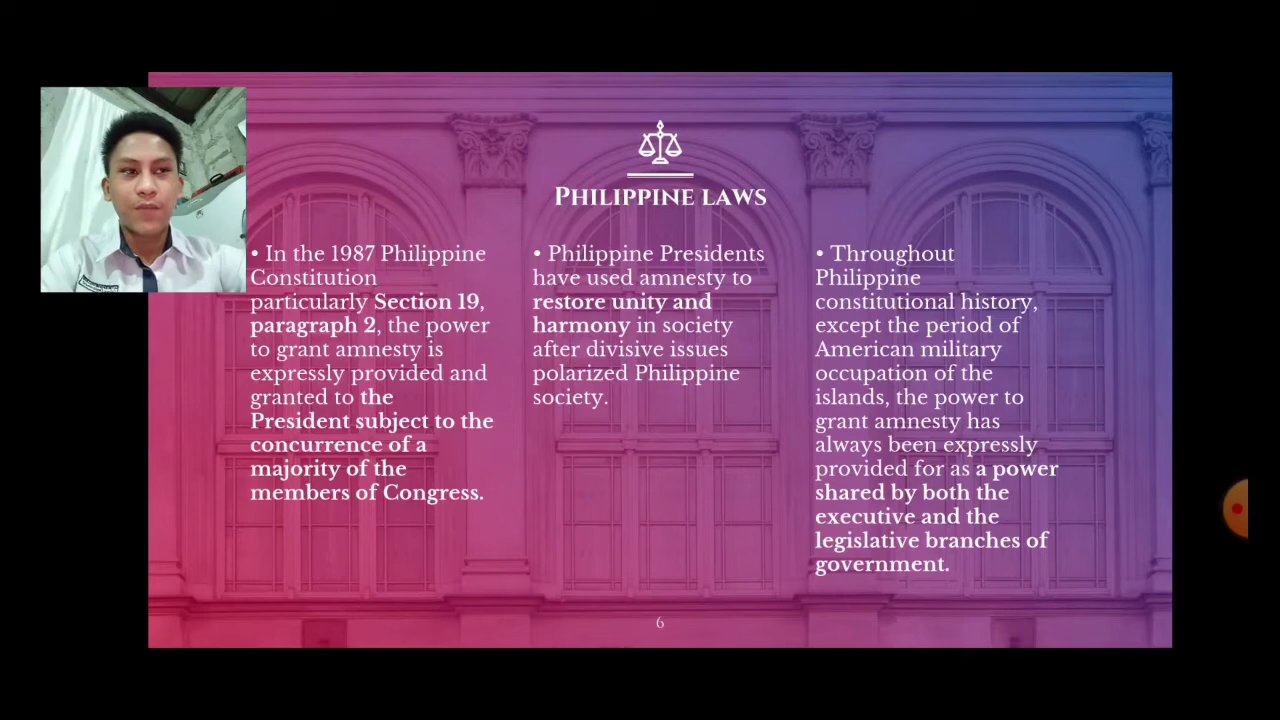 PHILIPPINE LAWS
• In the 1987 Philippine
Constitution
particularly Section 19,
paragraph 2, the power
to grant amnesty is
expressly provided and
granted to the
President subject to the
concurrence of a
majority of the
members of Congress.
• Philippine Presidents
have used amnesty to
restore unity and
harmony in society
after divisive issues
polarized Philippine
society.
• Throughout
Philippine
constitutional history,
except the period of
American military
occupation of the
islands, the power to
grant amnesty has
always been expressly
provided for as a power
shared by both the
executive and the
legislative branches of
government.
6